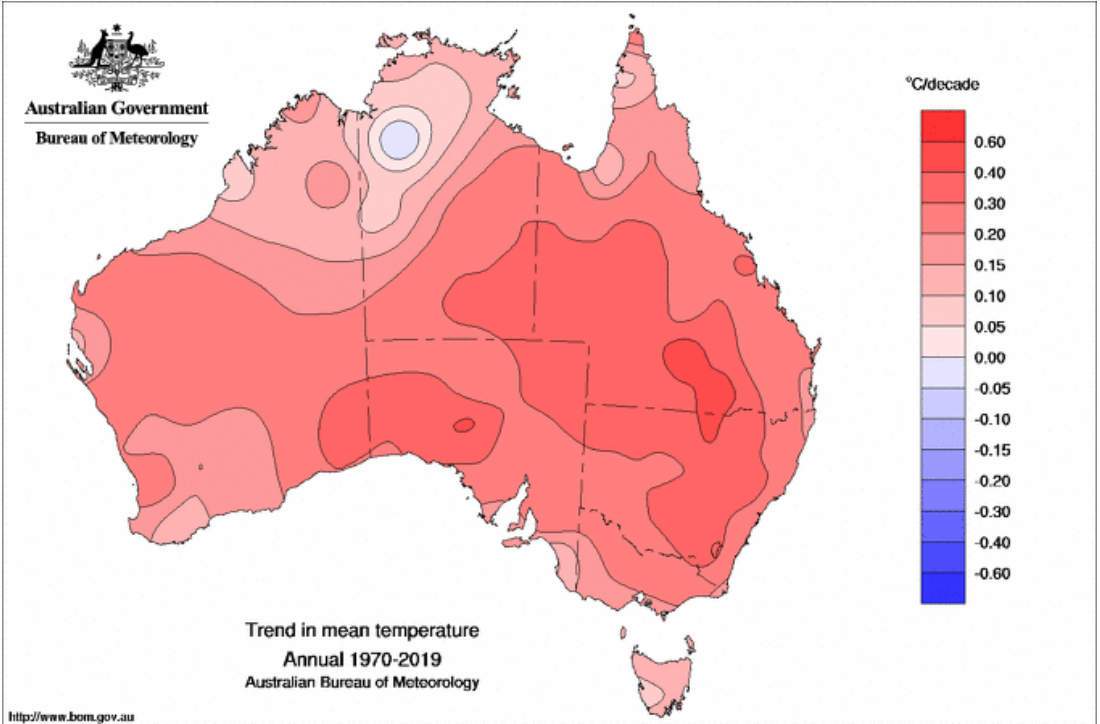 Australian Government
Bureau of Meteorology
°C/decade
0.60
0.40
0.30
0.20
0.15
0.10
0.05
0.00
-0.05
-0.10
-0.15
-0.20
-0.30
-0.40
-0.60
Trend in mean temperature
Annual 1970-2019
Australian Bureau of Meteorology
http://www.bom.gov.au